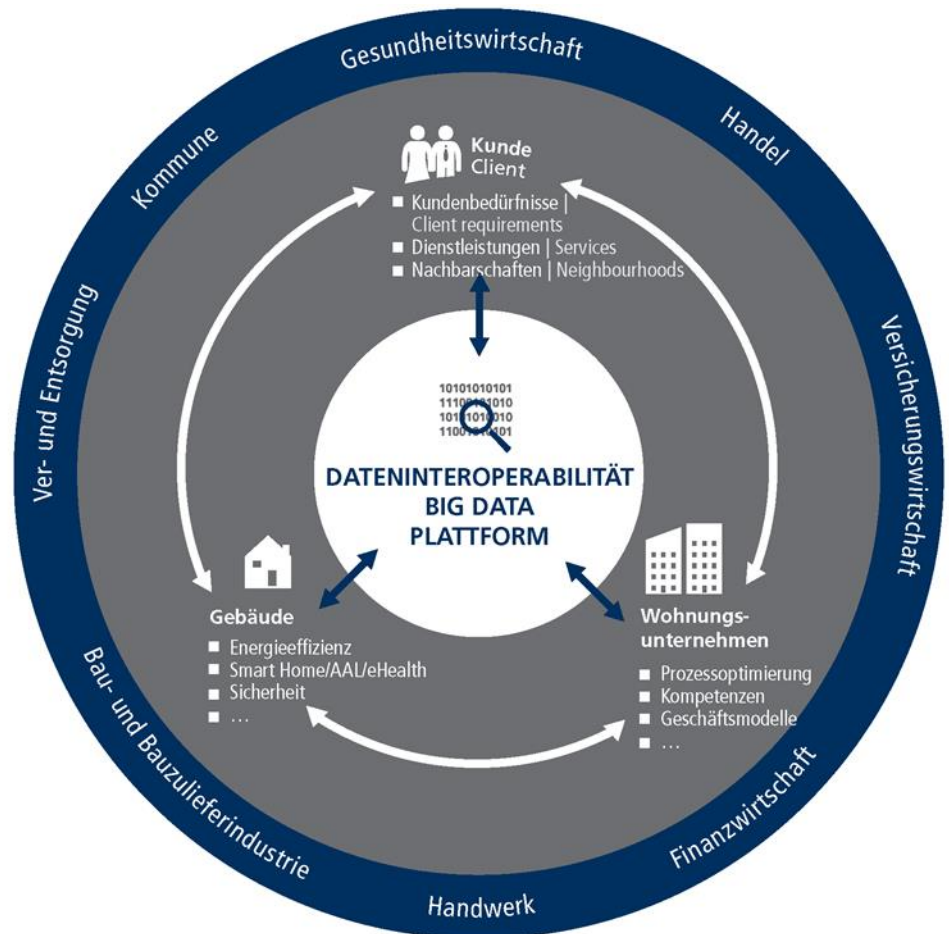 Gesundheitswirtschaft
Handel
Versicherungswirtschaft
Finanzwirtschaft
Handwerk
Bau- und Bauzulieferindustrie
Ver- und Entsorgung
Kommune
Kunde
Client
Kundenbedürfnisse |
Client requirements
Dienstleistungen | Services
Nachbarschaften | Neighbourhoods
10101010101
DATENINTEROPERABILITÄT
BIG DATA
PLATTFORM
Gebäude
Energieeffizienz
Smart Home/AAL/eHealth
Sicherheit
...
Wohnungs-
unternehmen
Prozessoptimierung
Kompetenzen
Geschäftsmodelle
...